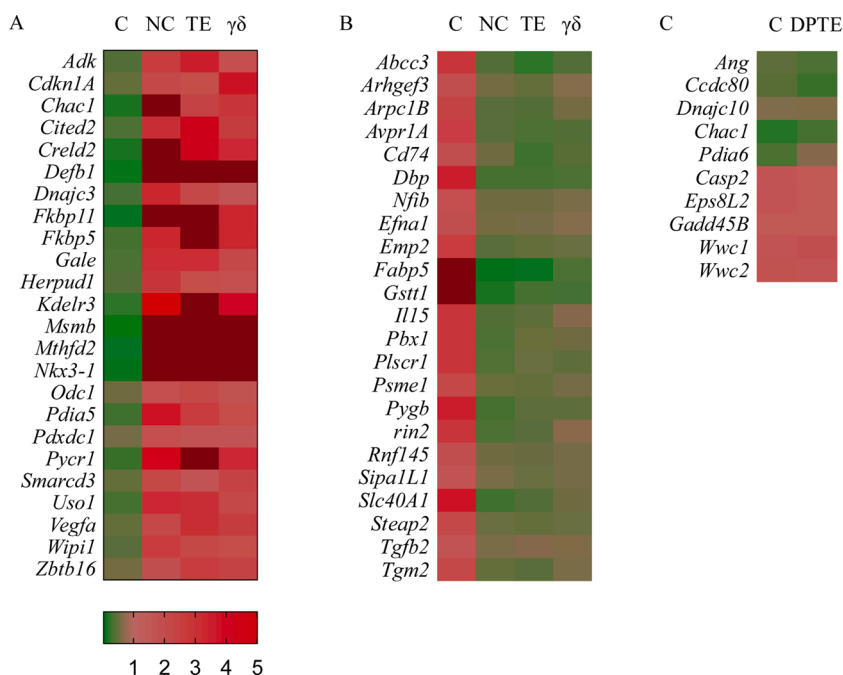 A
C NC TE γδ
Adk
Cdkn1A
Chac1
Cited2
Creld2
Defb1
Dnajc3
Fkbp11
Fkbp5
Gale
Herpud1
Kdelr3
Msmb
Mthfd2
Nkx3-1
Odc1
Pdia5
Pdxdc1
Pycr1
Smarcd3
Uso1
Vegfa
Wipi1
Zbtb16
1 2 3 4 5
B
C NC TE γδ
Abcc3
Arhgef3
Arpc1B
Avpr1A
Cd74
Dbp
Nfib
Efna1
Emp2
Fabp5
Gstt1
Il15
Pbx1
Plscr1
Psme1
Pygb
rin2
Rnf145
Sipa1L1
Slc40A1
Steap2
Tgfb2
Tgm2
C
C DPTE
Ang
Ccdc80
Dnajc10
Chac1
Pdia6
Casp2
Eps8L2
Gadd45B
Wwc1
Wwc2